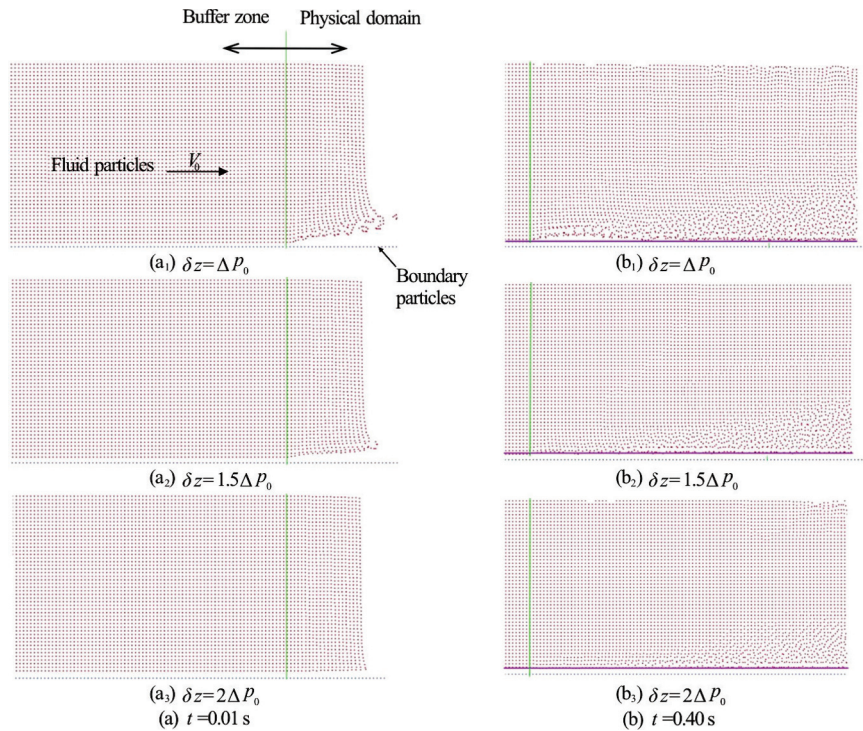 Buffer zone Physical domain
Fluid particles V₀
(a₁) δz=Δp₀
(b₁) δz=Δp₀
Boundary
particles
(a₂) δz=1.5Δp₀
(b₂) δz=1.5Δp₀
(a₃) δz=2Δp₀
(b₃) δz=2Δp₀
(a) t=0.01 s
(b) t=0.40 s